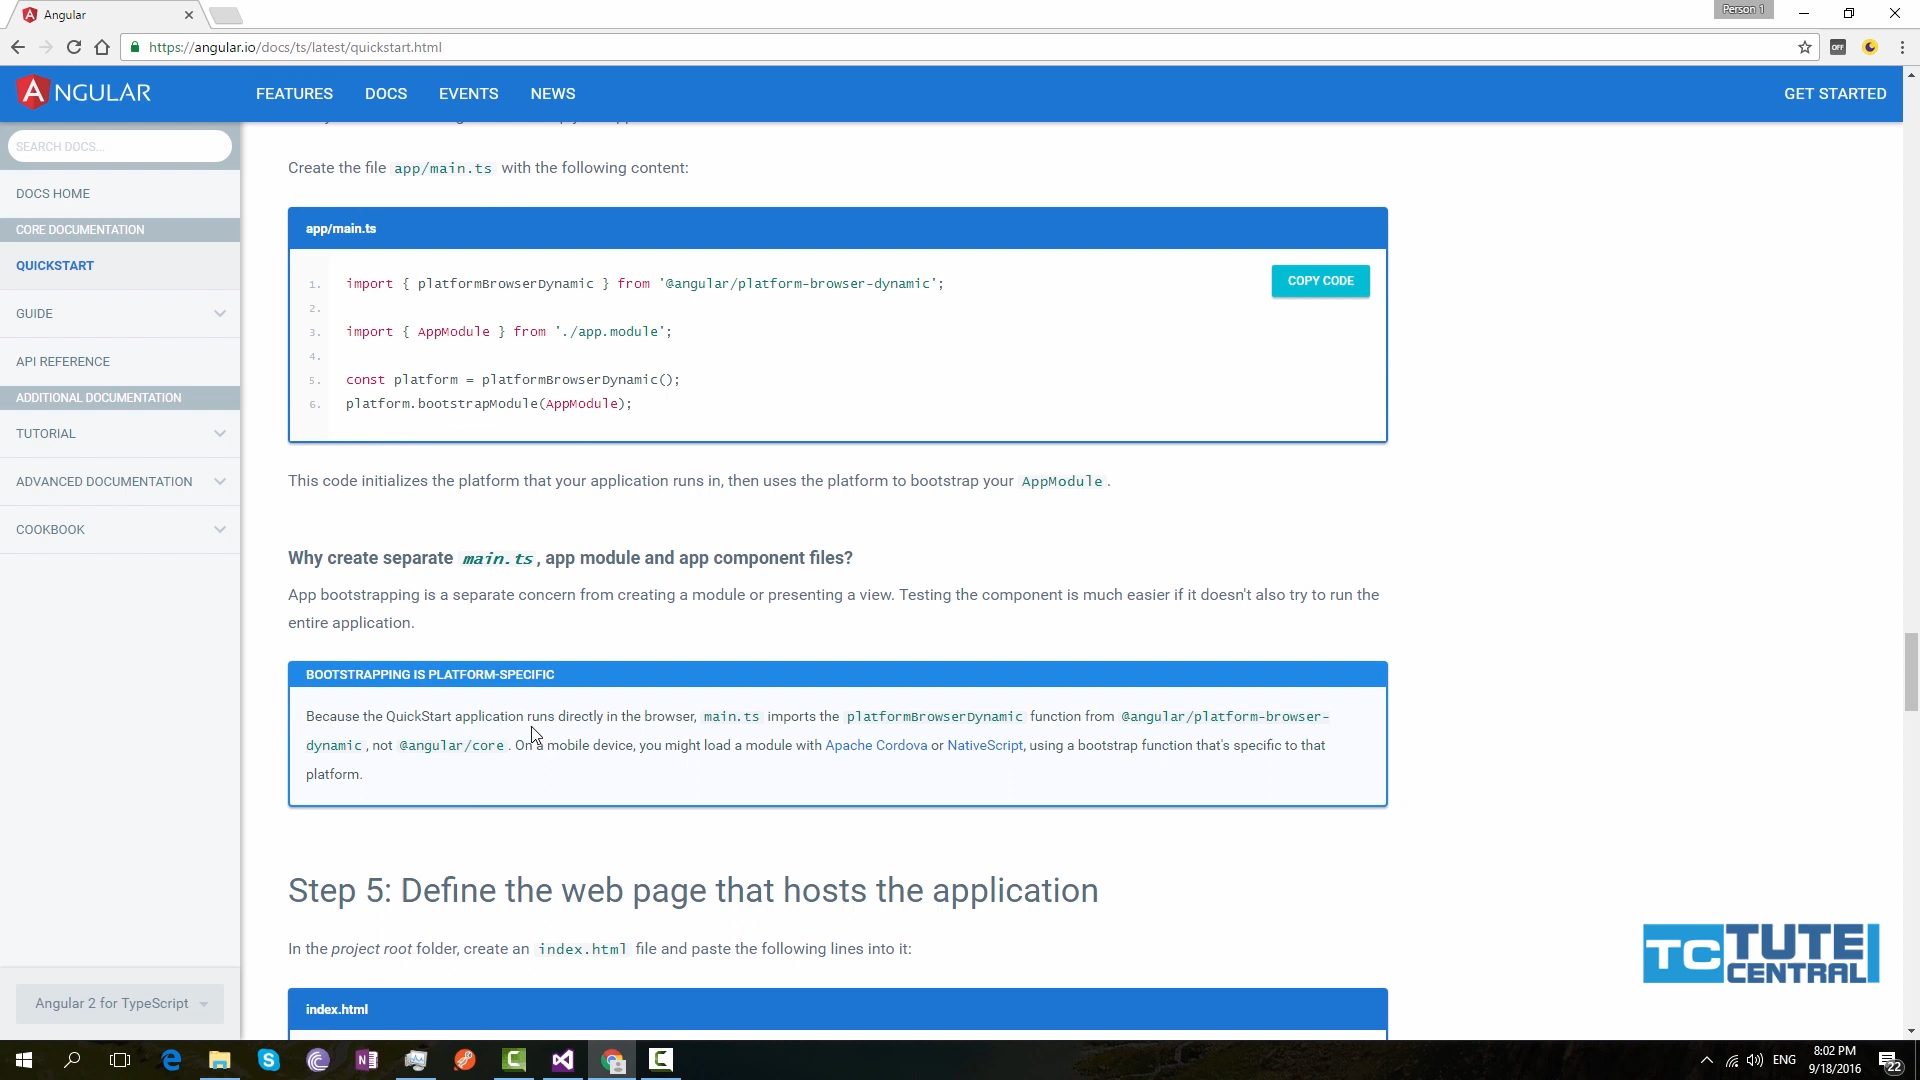 Angular
Person 1
https://angular.io/docs/ts/latest/quickstart.html
OFF
ANGULAR
FEATURES
DOCS
EVENTS
NEWS
GET STARTED
SEARCH DOCS...
DOCS HOME
CORE DOCUMENTATION
QUICKSTART
GUIDE
API REFERENCE
ADDITIONAL DOCUMENTATION
TUTORIAL
ADVANCED DOCUMENTATION
COOKBOOK
Angular 2 for TypeScript
Create the file app/main.ts with the following content:
app/main.ts
COPY CODE
1. import { platformBrowserDynamic } from '@angular/platform-browser-dynamic';
2.
3. import { AppModule } from './app.module';
4.
5. const platform = platformBrowserDynamic();
6. platform.bootstrapModule(AppModule);
This code initializes the platform that your application runs in, then uses the platform to bootstrap your AppModule.
Why create separate main.ts, app module and app component files?
App bootstrapping is a separate concern from creating a module or presenting a view. Testing the component is much easier if it doesn't also try to run the
entire application.
BOOTSTRAPPING IS PLATFORM-SPECIFIC
Because the QuickStart application runs directly in the browser, main.ts imports the platformBrowserDynamic function from @angular/platform-browser-
dynamic, not @angular/core. On a mobile device, you might load a module with Apache Cordova or NativeScript, using a bootstrap function that's specific to that
platform.
Step 5: Define the web page that hosts the application
In the project root folder, create an index.html file and paste the following lines into it:
index.html
TC TUTE
CENTRAL
ENG
8:02 PM
9/18/2016
22